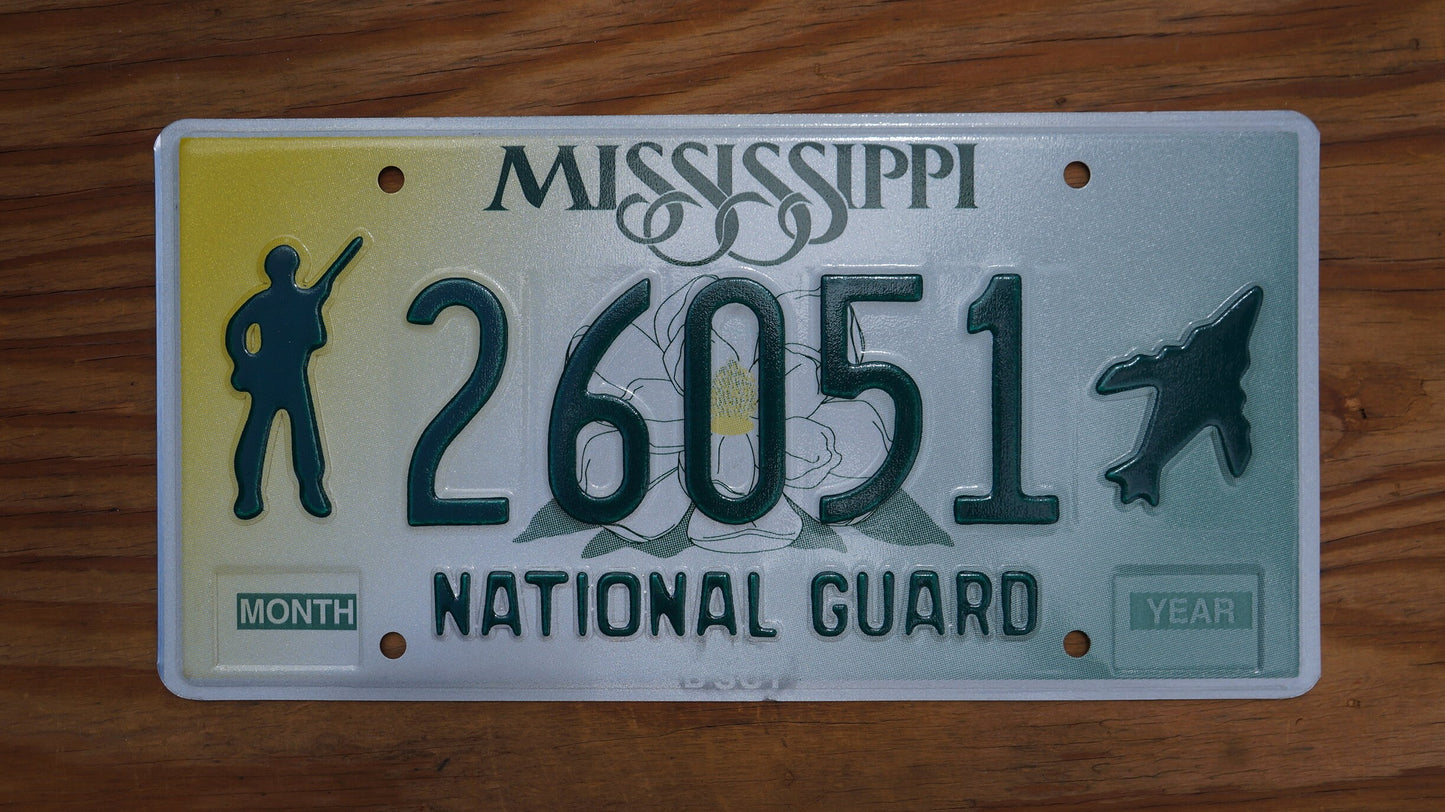 MISSISSIPPI
26051
NATIONAL GUARD
MONTH
YEAR